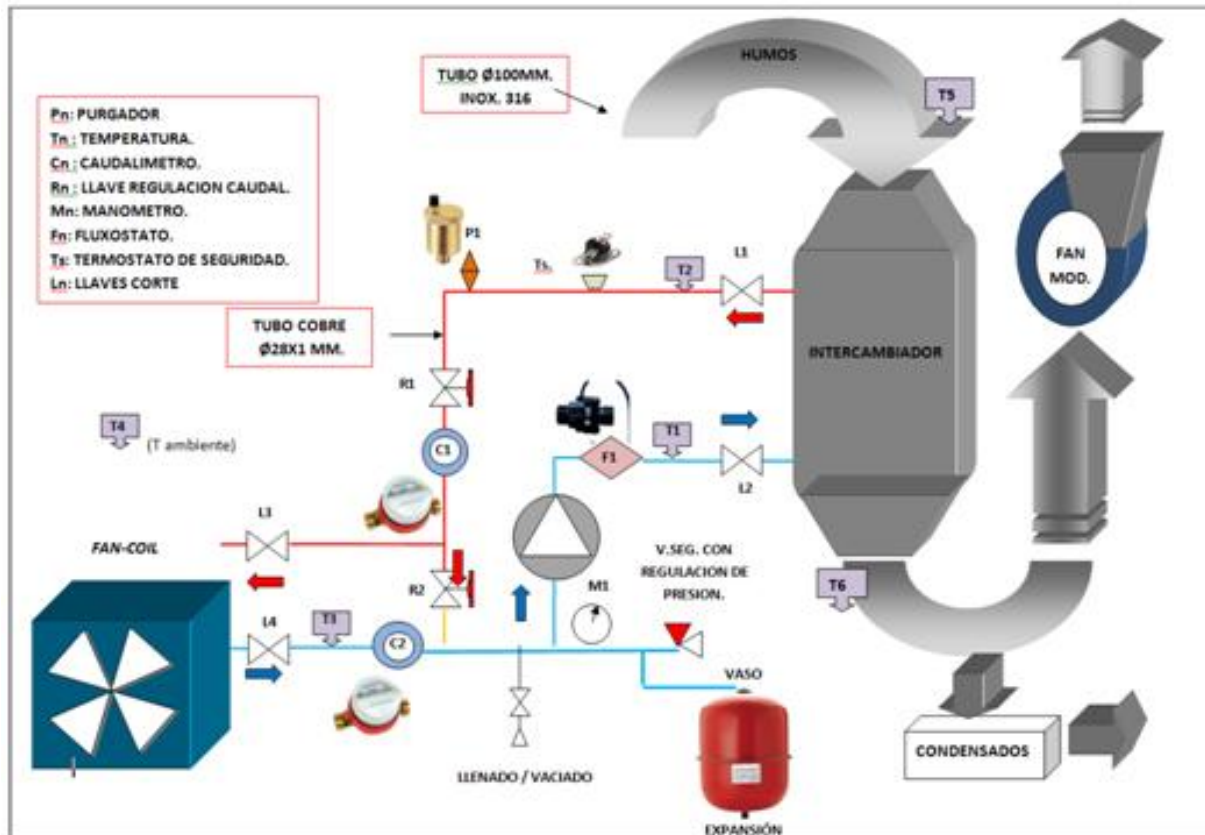 HUMOS
TUBO Ø100MM.
INOX. 316
T5
Pn: PURGADOR
Tn : TEMPERATURA.
Cn : CAUDALIMETRO.
Rn : LLAVE REGULACION CAUDAL.
Mn: MANOMETRO.
Fn: FLUXOSTATO.
Ts: TERMOSTATO DE SEGURIDAD.
Ln: LLAVES CORTE
P1
Ts.
T2
L1
FAN
MOD.
TUBO COBRE
Ø28X1 MM.
INTERCAMBIADOR
R1
T4
(T ambiente)
C1
F1
T1
L2
L3
FAN-COIL
V.SEG. CON
REGULACION DE
PRESION.
R2
M1
T6
L4
T3
C2
VASO
CONDENSADOS
LLENADO / VACIADO
EXPANSIÓN